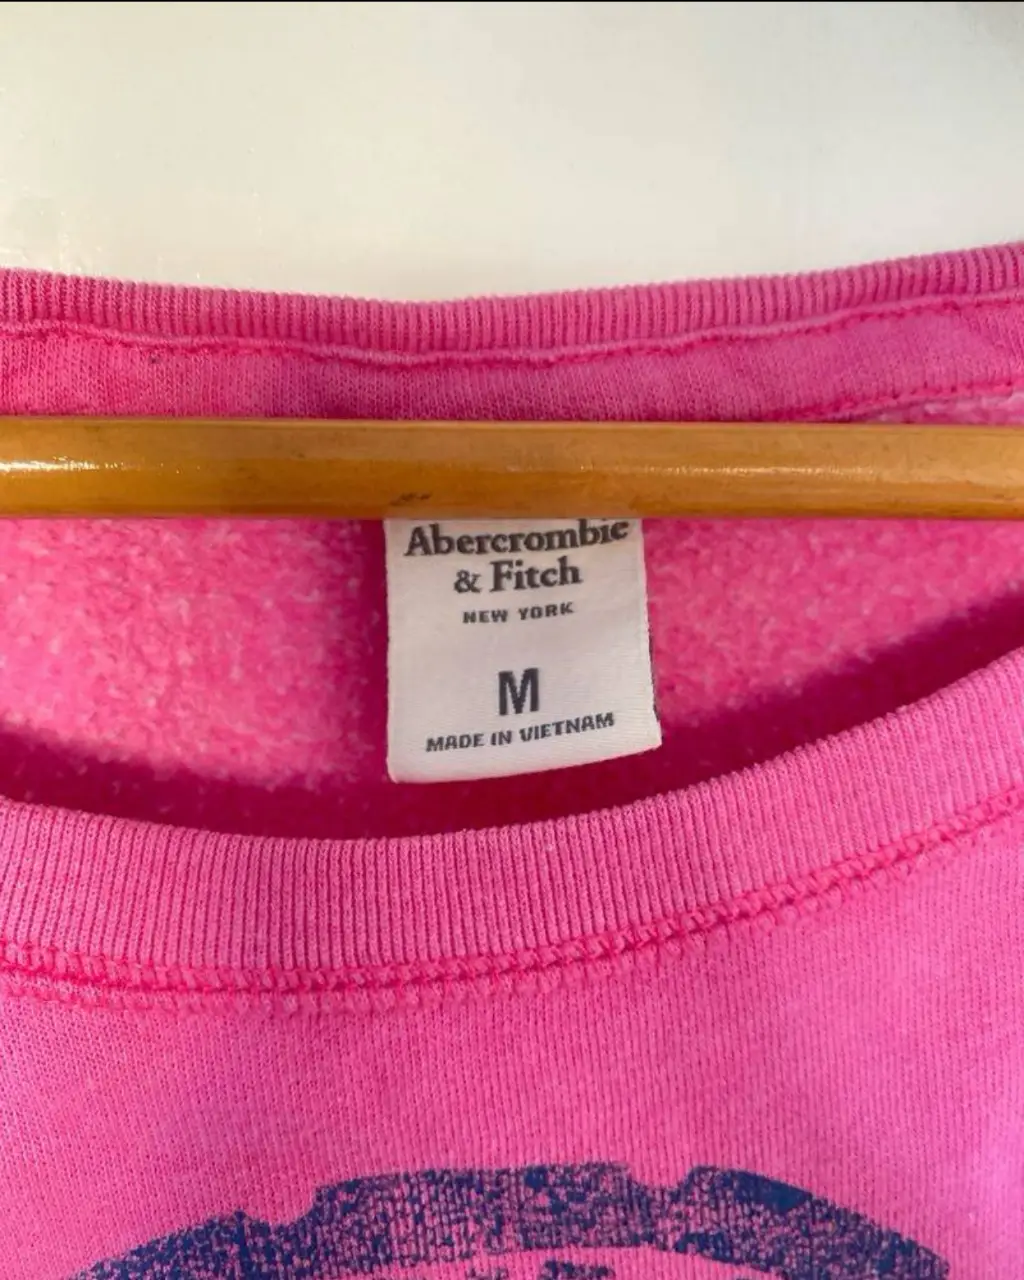 Abercrombie
& Fitch
NEW YORK
M
MADE IN VIETNAM